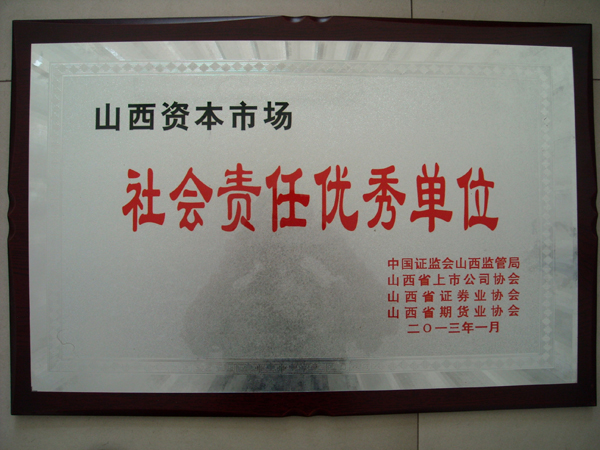 山西资本市场
社会责任优秀单位
中国证监会山西监管局
山西省上市公司协会
山西省证券业协会
山西省期货业协会
二〇一三年一月